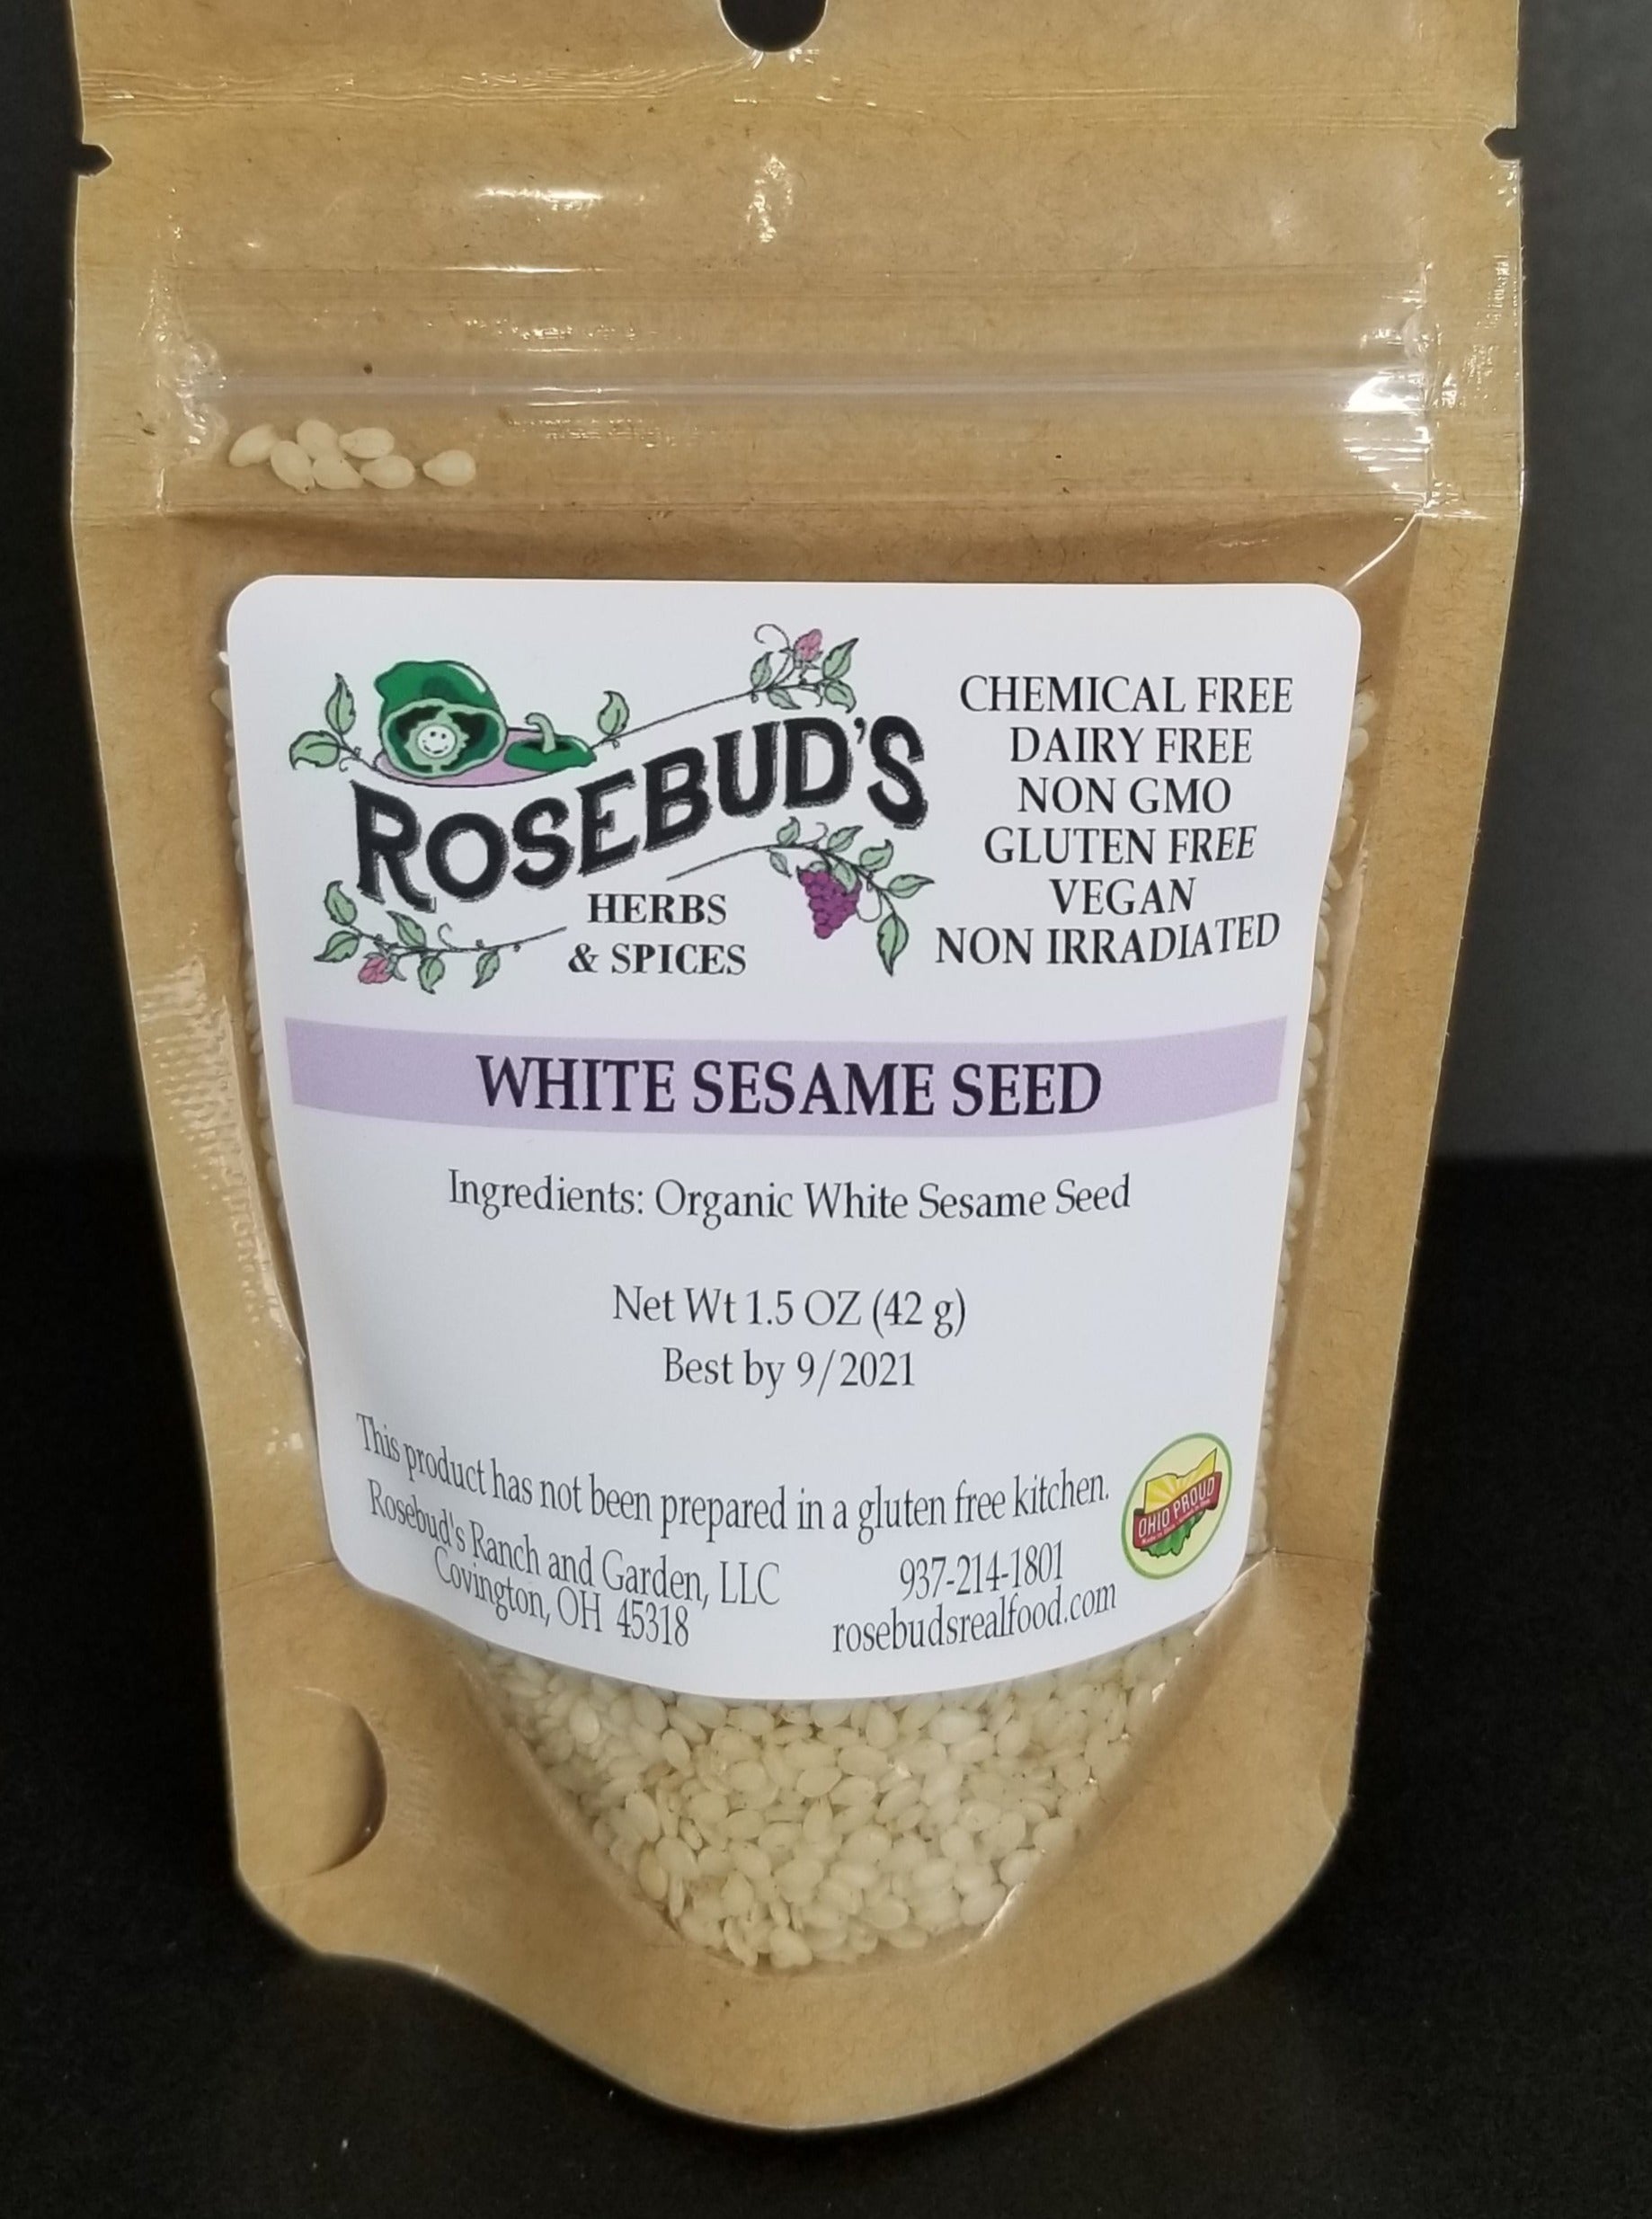 ROSEBUD'S
HERBS
& SPICES
CHEMICAL FREE
DAIRY FREE
NON GMO
GLUTEN FREE
VEGAN
NON IRRADIATED
WHITE SESAME SEED
Ingredients: Organic White Sesame Seed
Net Wt 1.5 OZ (42 g)
Best by 9/2021
This product has not been prepared in a gluten free kitchen.
Rosebud's Ranch and Garden, LLC
Covington, OH 45318
937-214-1801
rosebudsrealfood.com
OHIO PROUD